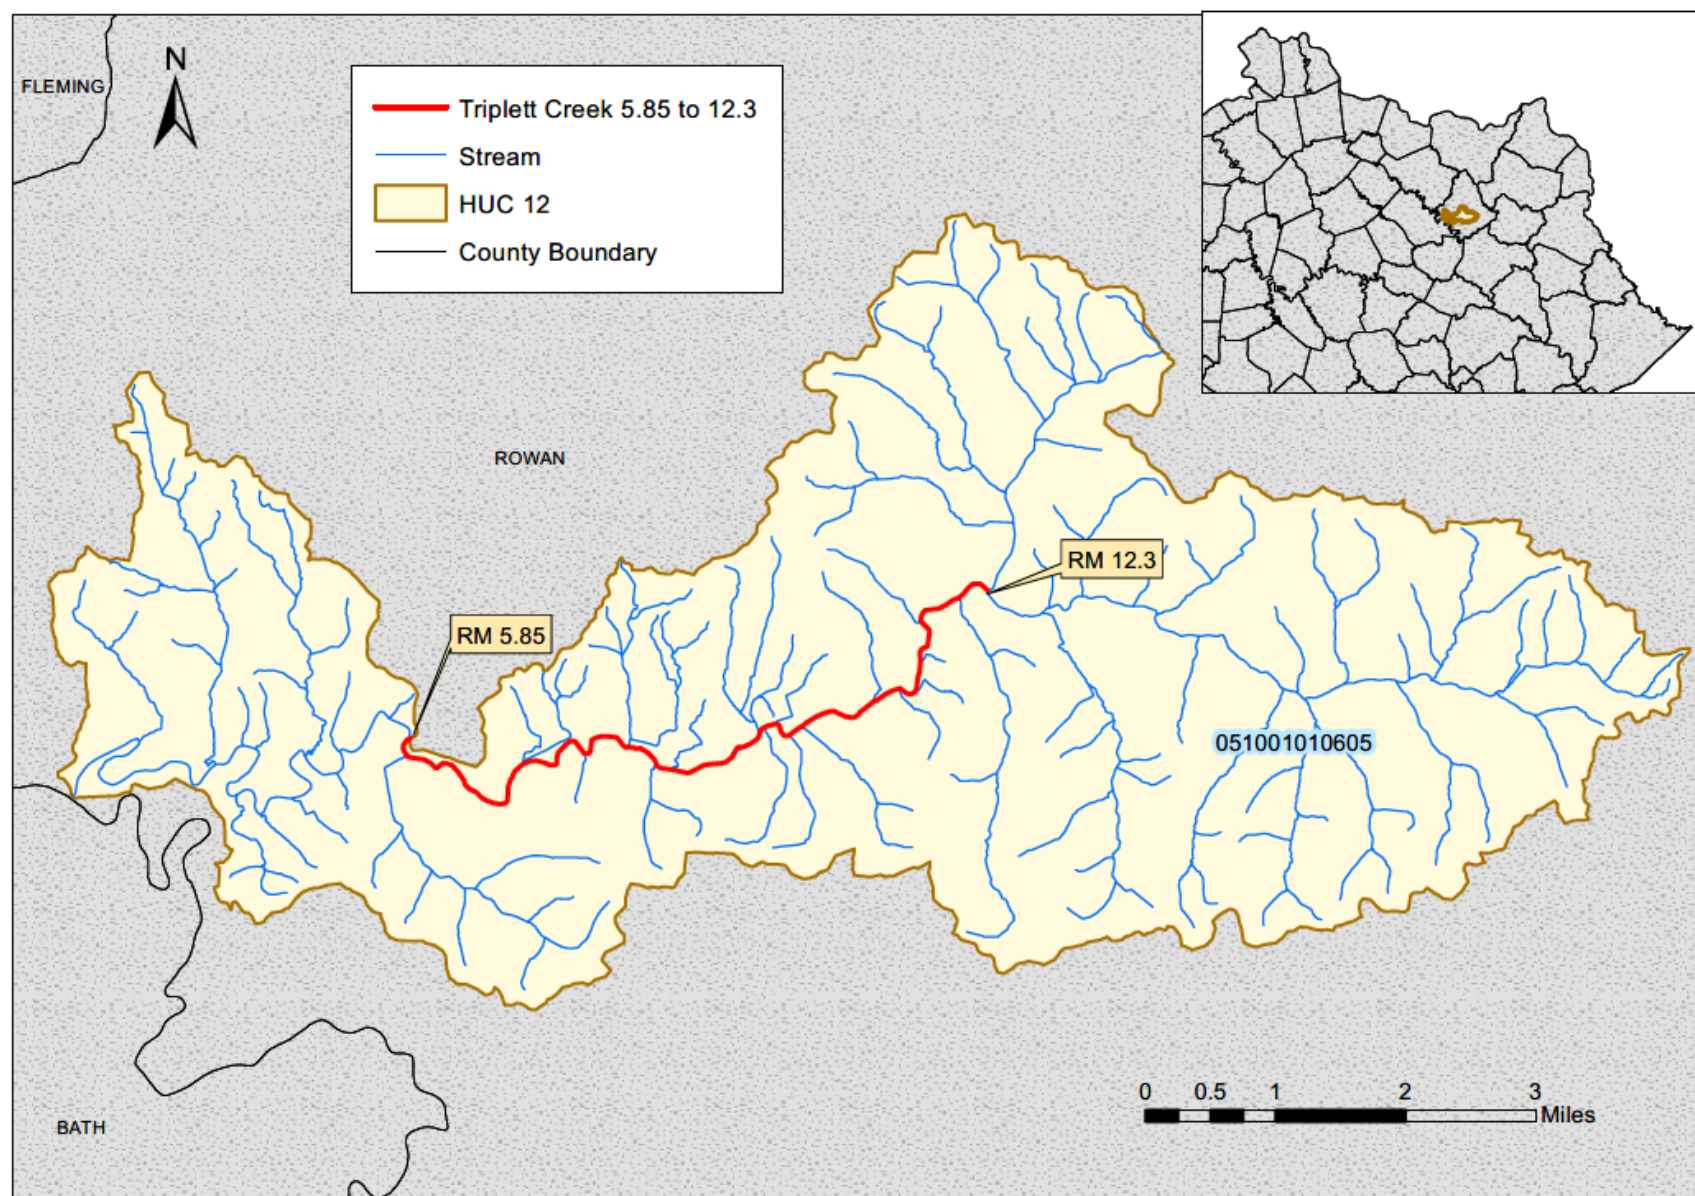 FLEMING
N
Triplett Creek 5.85 to 12.3
Stream
HUC 12
County Boundary
ROWAN
RM 12.3
RM 5.85
051001010605
0 0.5 1 2 3
Miles
BATH